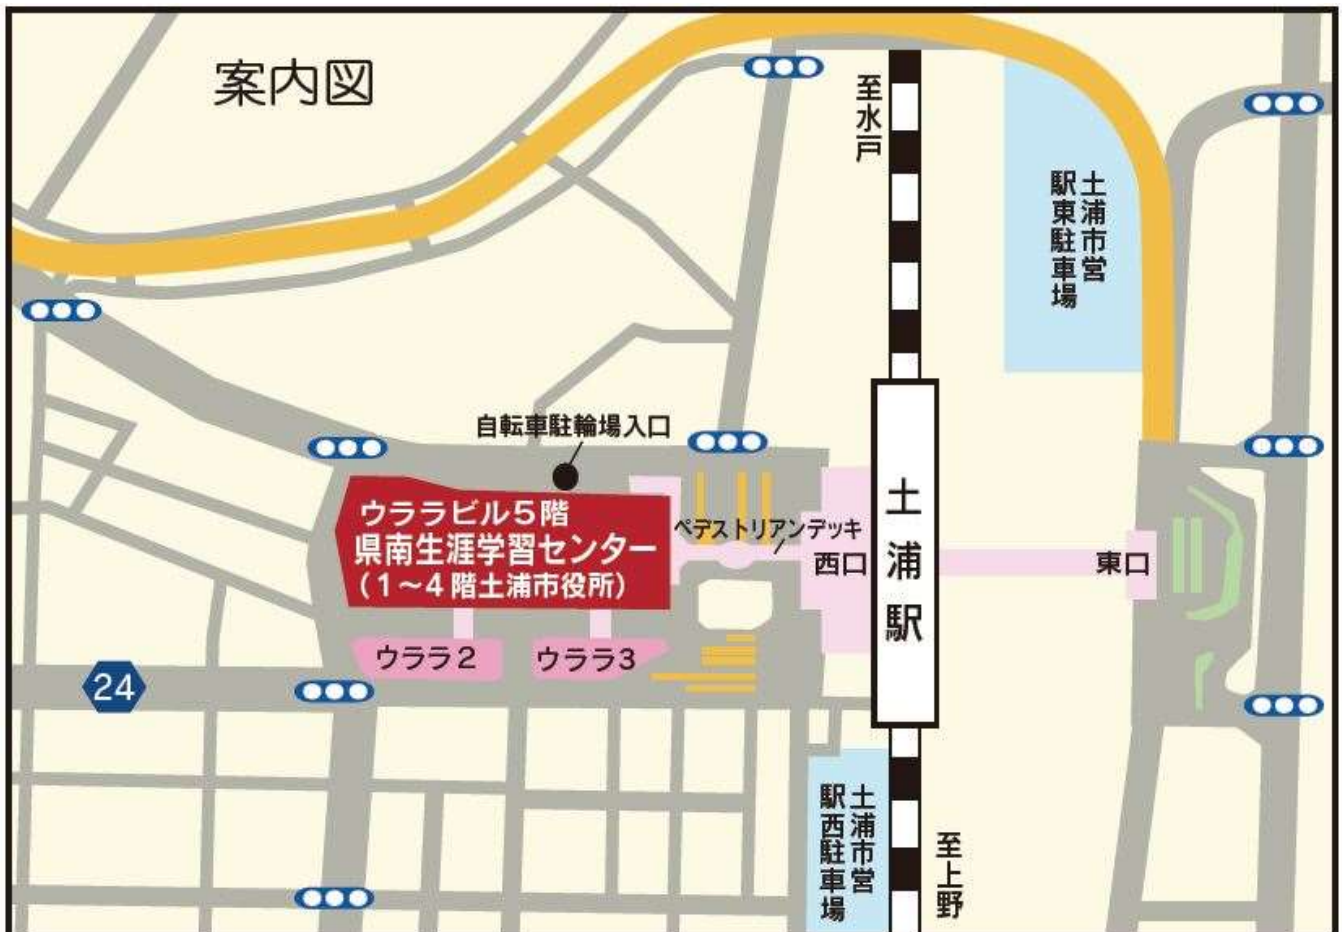 案内図
至水戸
土浦市営
駅東駐車場
自転車駐輪場入口
ウララビル5階
県南生涯学習センター
(1～4階土浦市役所)
ペデストリアンデッキ
西口
土浦駅
東口
ウララ2
ウララ3
24
土浦市営
駅西駐車場
至上野